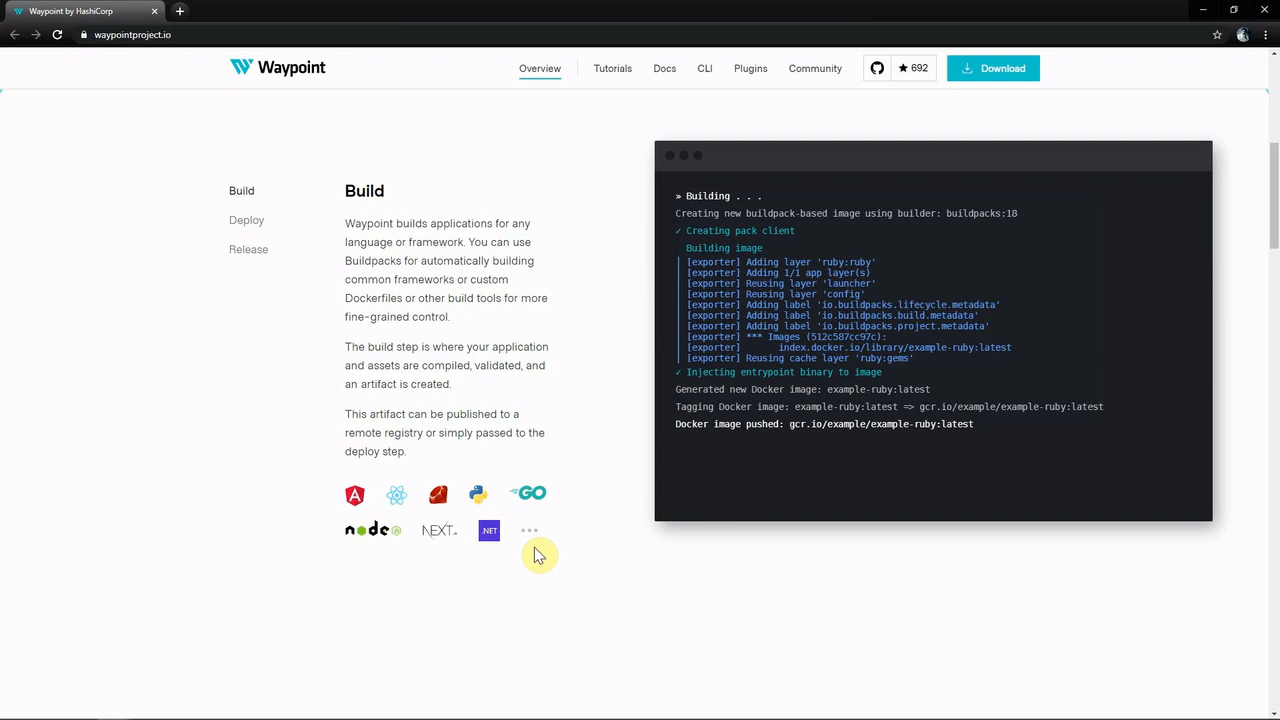 Waypoint by HashiCorp
waypointproject.io
Waypoint
Overview
Tutorials
Docs
CLI
Plugins
Community
692
Download
Build
Deploy
Release
Build
Waypoint builds applications for any
language or framework. You can use
Buildpacks for automatically building
common frameworks or custom
Dockerfiles or other build tools for more
fine-grained control.
The build step is where your application
and assets are compiled, validated, and
an artifact is created.
This artifact can be published to a
remote registry or simply passed to the
deploy step.
GO
node
NEXT.
.NET
» Building . . .
Creating new buildpack-based image using builder: buildpacks:18
✓ Creating pack client
Building image
[exporter] Adding layer 'ruby:ruby'
[exporter] Adding 1/1 app layer(s)
[exporter] Reusing layer 'launcher'
[exporter] Reusing layer 'config'
[exporter] Adding label 'io.buildpacks.lifecycle.metadata'
[exporter] Adding label 'io.buildpacks.build.metadata'
[exporter] Adding label 'io.buildpacks.project.metadata'
[exporter] *** Images (512c587cc97c):
[exporter] index.docker.io/library/example-ruby:latest
[exporter] Reusing cache layer 'ruby:gems'
✓ Injecting entrypoint binary to image
Generated new Docker image: example-ruby:latest
Tagging Docker image: example-ruby:latest => gcr.io/example/example-ruby:latest
Docker image pushed: gcr.io/example/example-ruby:latest